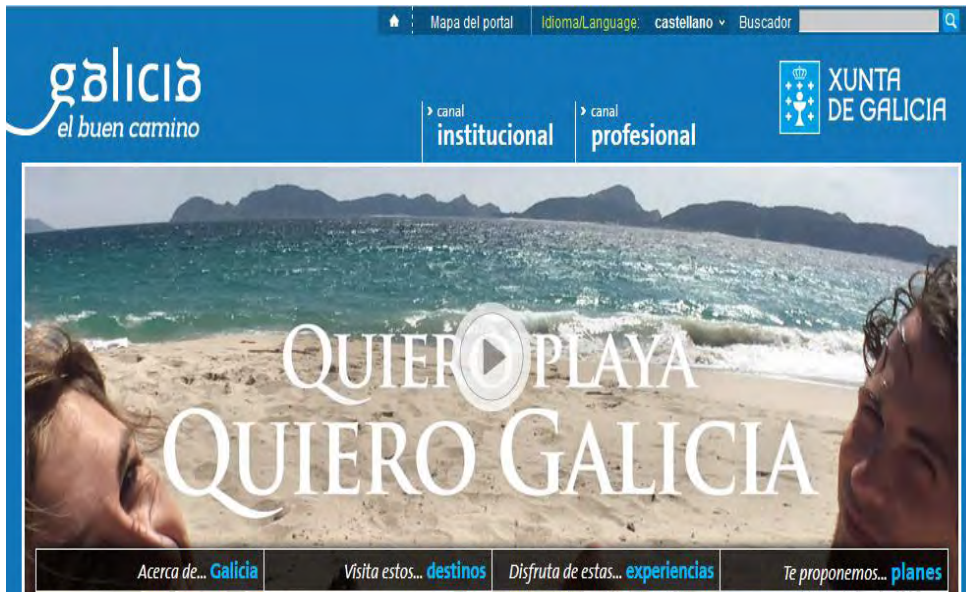 Mapa del portal Idioma/Language: castellano Buscador
galicia
el buen camino
canal
institucional
canal
profesional
XUNTA
DE GALICIA
QUIERO PLAYA
QUIERO GALICIA
Acerca de... Galicia
Visita estos... destinos
Disfruta de estas... experiencias
Te proponemos... planes